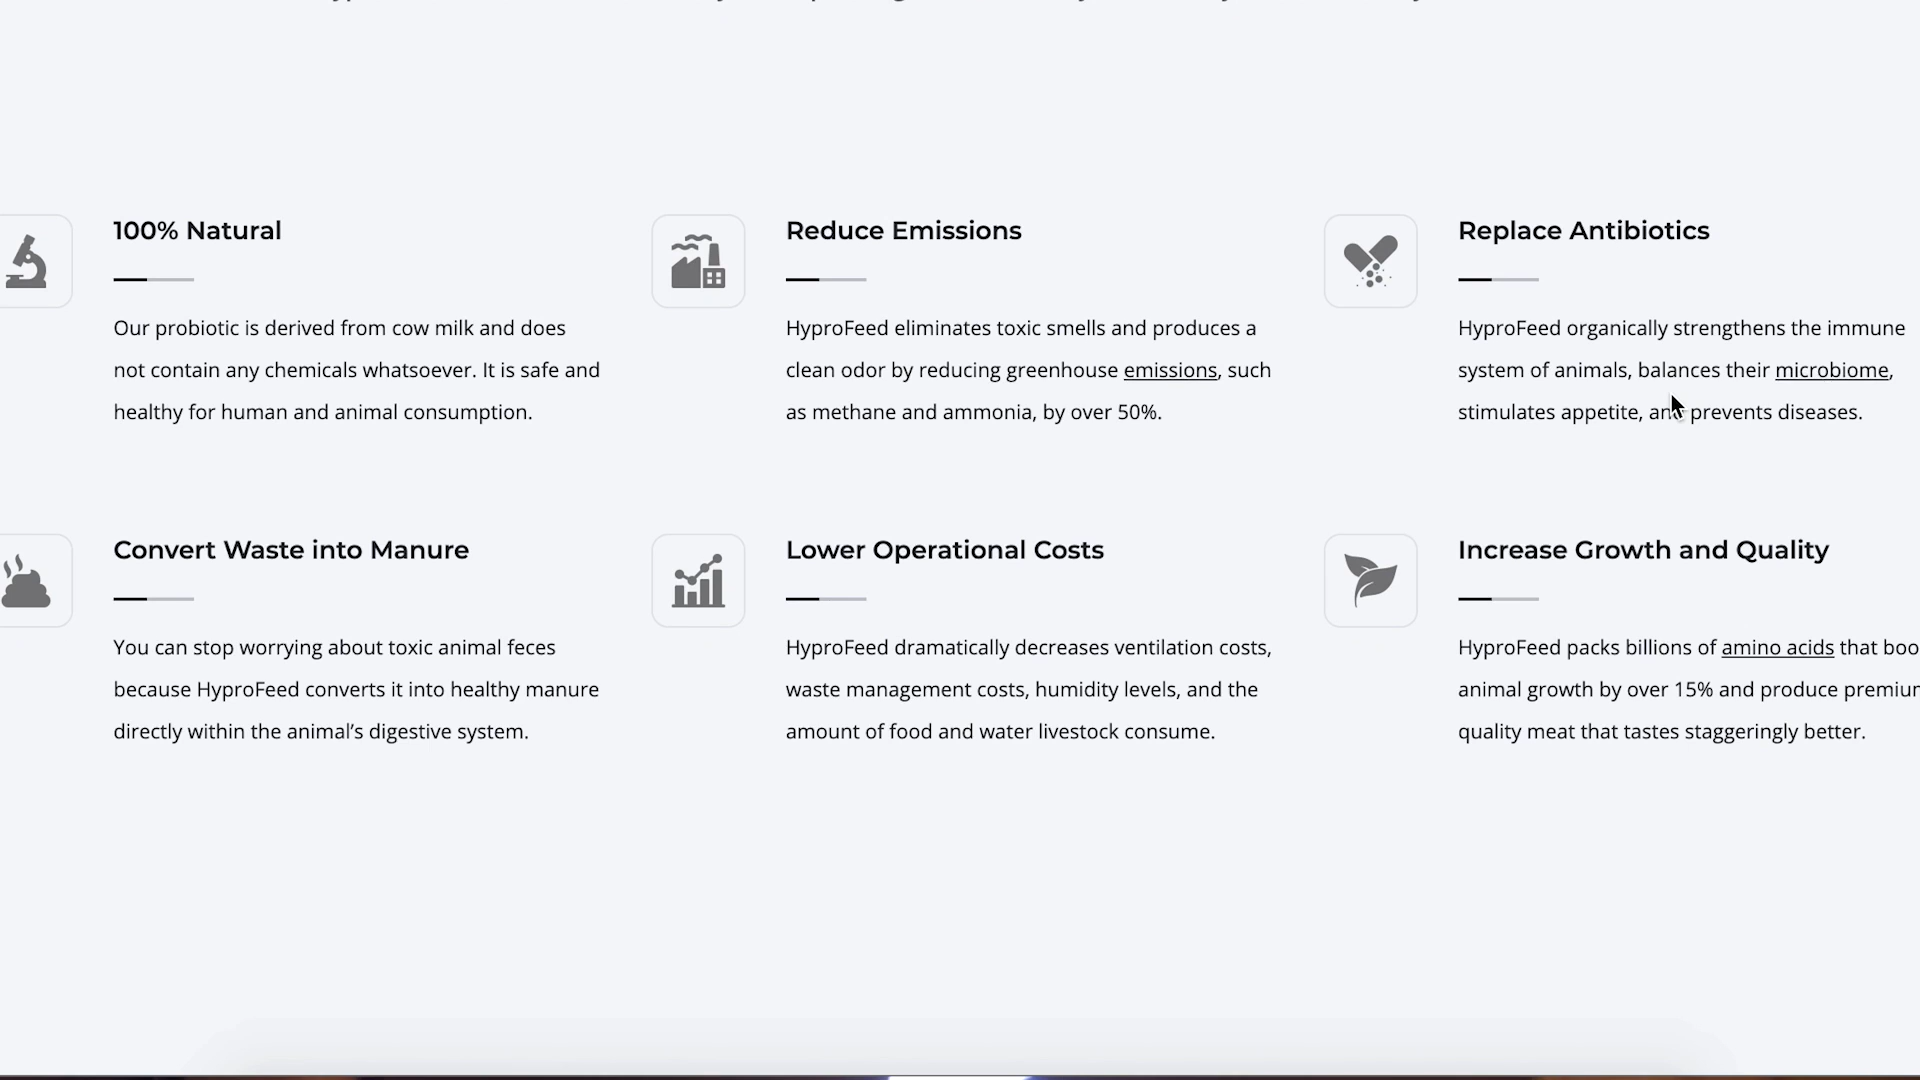 100% Natural
Our probiotic is derived from cow milk and does
not contain any chemicals whatsoever. It is safe and
healthy for human and animal consumption.
Reduce Emissions
HyproFeed eliminates toxic smells and produces a
clean odor by reducing greenhouse emissions, such
as methane and ammonia, by over 50%.
Replace Antibiotics
HyproFeed organically strengthens the immune
system of animals, balances their microbiome,
stimulates appetite, and prevents diseases.
Convert Waste into Manure
You can stop worrying about toxic animal feces
because HyproFeed converts it into healthy manure
directly within the animal’s digestive system.
Lower Operational Costs
HyproFeed dramatically decreases ventilation costs,
waste management costs, humidity levels, and the
amount of food and water livestock consume.
Increase Growth and Quality
HyproFeed packs billions of amino acids that
animal growth by over 15% and produce
quality meat that tastes staggeringly better.